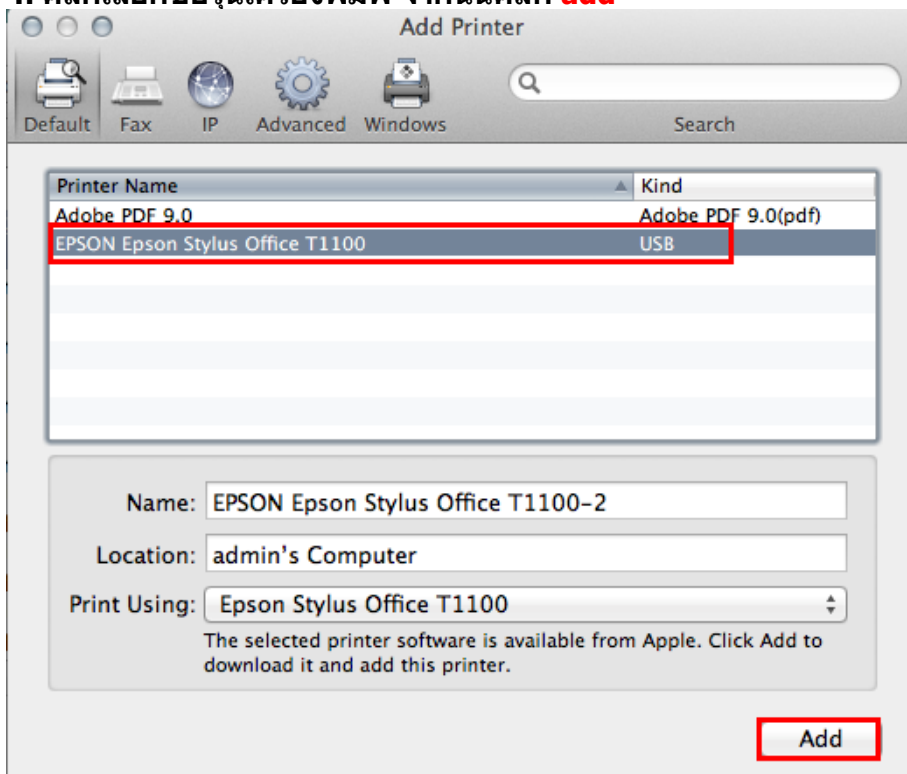 Add Printer
Default Fax IP Advanced Windows Search
Printer Name Kind
Adobe PDF 9.0 Adobe PDF 9.0(pdf)
EPSON Epson Stylus Office T1100 USB
Name: EPSON Epson Stylus Office T1100-2
Location: admin's Computer
Print Using: Epson Stylus Office T1100
The selected printer software is available from Apple. Click Add to
download it and add this printer.
Add